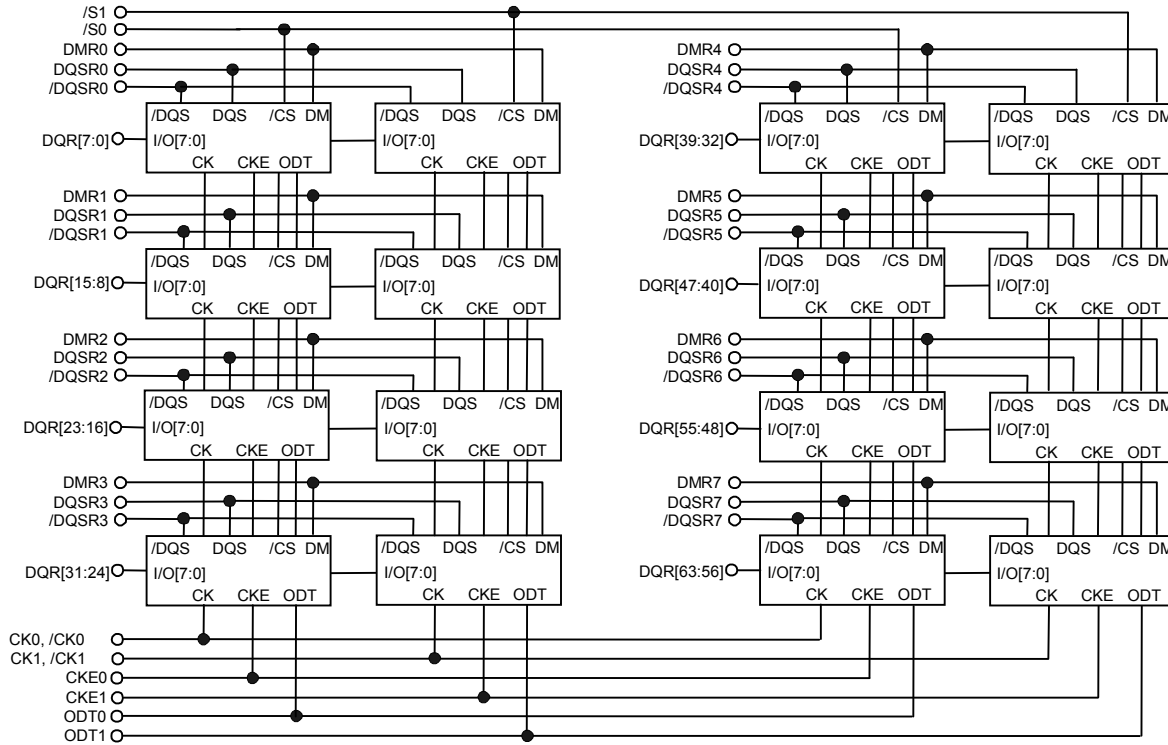 /S1
/S0
DMR0 DMR4
DQSR0 DQSR4
/DQSR0 /DQSR4
/DQS DQS /CS DM /DQS DQS /CS DM /DQS DQS /CS DM /DQS DQS /CS DM
DQR[7:0] I/O[7:0] I/O[7:0] DQR[39:32] I/O[7:0] I/O[7:0]
CK CKE ODT CK CKE ODT CK CKE ODT CK CKE ODT
DMR1 DMR5
DQSR1 DQSR5
/DQSR1 /DQSR5
/DQS DQS /CS DM /DQS DQS /CS DM /DQS DQS /CS DM /DQS DQS /CS DM
DQR[15:8] I/O[7:0] I/O[7:0] DQR[47:40] I/O[7:0] I/O[7:0]
CK CKE ODT CK CKE ODT CK CKE ODT CK CKE ODT
DMR2 DMR6
DQSR2 DQSR6
/DQSR2 /DQSR6
/DQS DQS /CS DM /DQS DQS /CS DM /DQS DQS /CS DM /DQS DQS /CS DM
DQR[23:16] I/O[7:0] I/O[7:0] DQR[55:48] I/O[7:0] I/O[7:0]
CK CKE ODT CK CKE ODT CK CKE ODT CK CKE ODT
DMR3 DMR7
DQSR3 DQSR7
/DQSR3 /DQSR7
/DQS DQS /CS DM /DQS DQS /CS DM /DQS DQS /CS DM /DQS DQS /CS DM
DQR[31:24] I/O[7:0] I/O[7:0] DQR[63:56] I/O[7:0] I/O[7:0]
CK CKE ODT CK CKE ODT CK CKE ODT CK CKE ODT
CK0, /CK0
CK1, /CK1
CKE0
CKE1
ODT0
ODT1